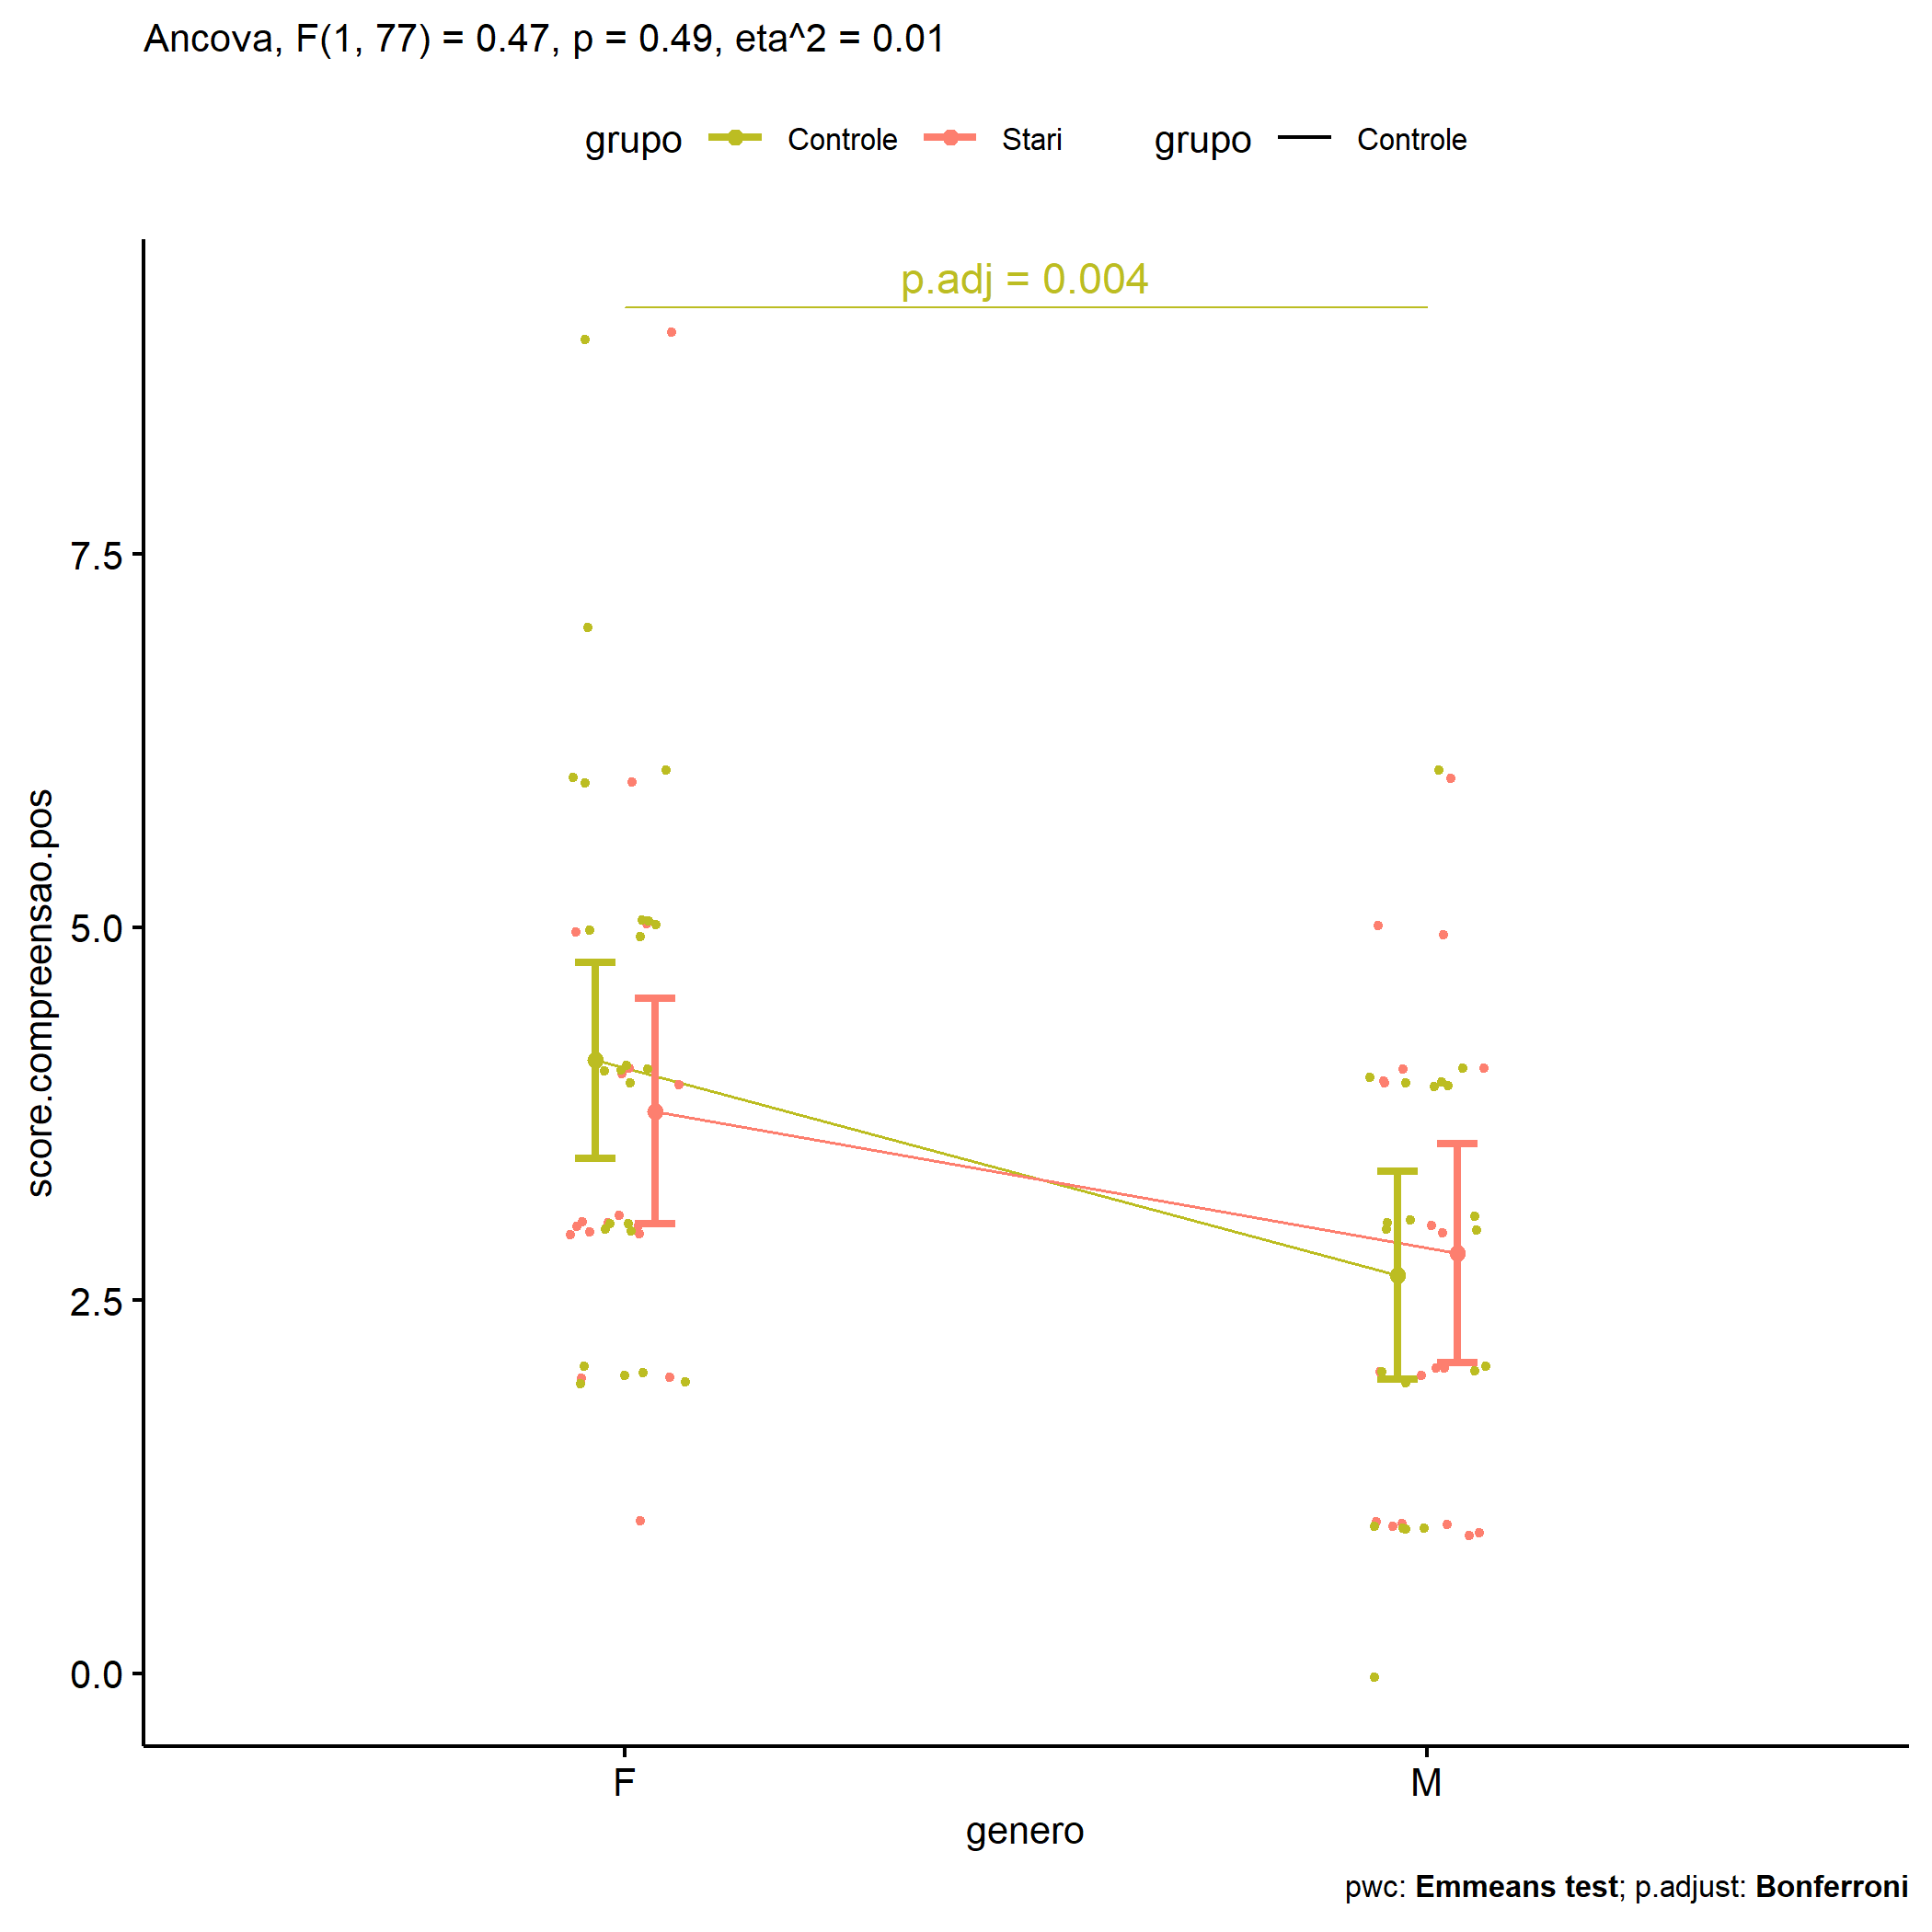 Ancova, F(1, 77) = 0.47, p = 0.49, eta^2 = 0.01
grupo Controle Stari grupo Controle
p.adj = 0.004
7.5
5.0
2.5
0.0
score.compreensao.pos
F M
genero
pwc: Emmeans test; p.adjust: Bonferroni